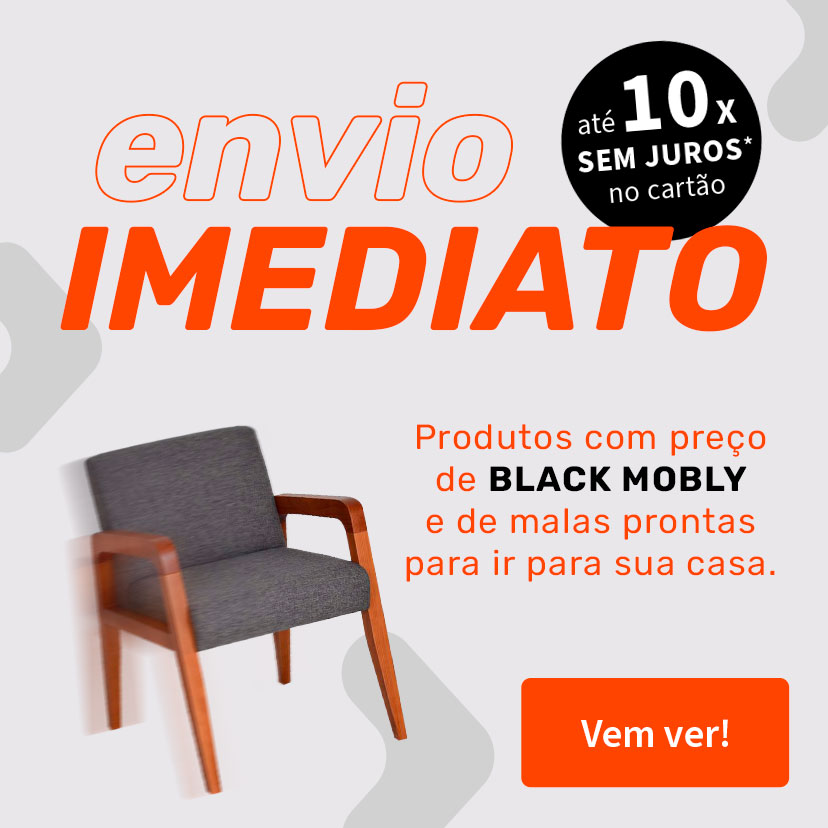 envio
IMEDIATO
até 10 x
SEM JUROS*
no cartão
Produtos com preço
de BLACK MOBLY
e de malas prontas
para ir para sua casa.
Vem ver!